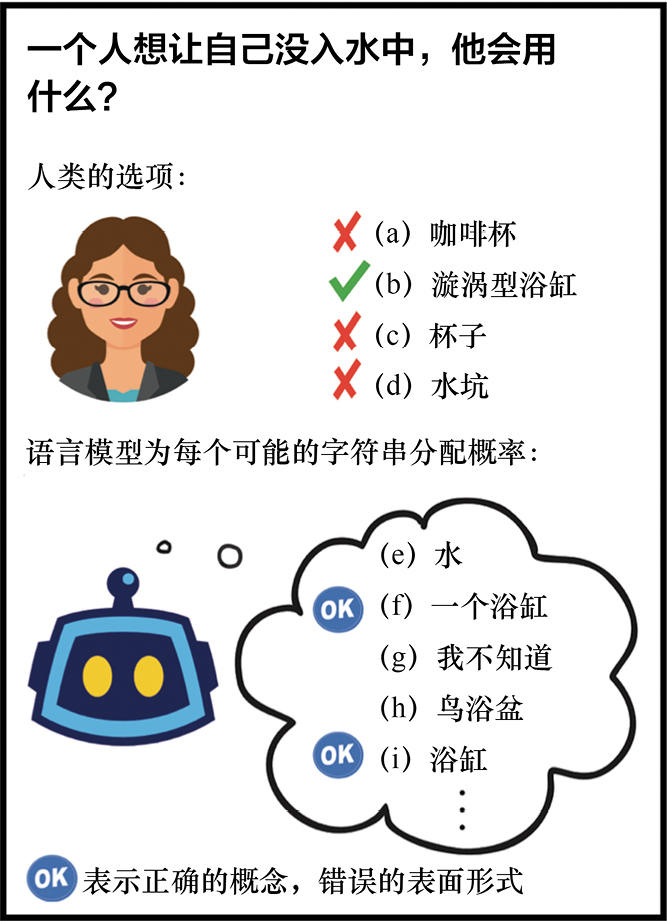 一个人想让自己没入水中，他会用
什么？
人类的选项：
(a) 咖啡杯
(b) 漩涡型浴缸
(c) 杯子
(d) 水坑
语言模型为每个可能的字符串分配概率：
(e) 水
OK (f) 一个浴缸
(g) 我不知道
(h) 鸟浴盆
OK (i) 浴缸
⋮
OK 表示正确的概念，错误的表面形式